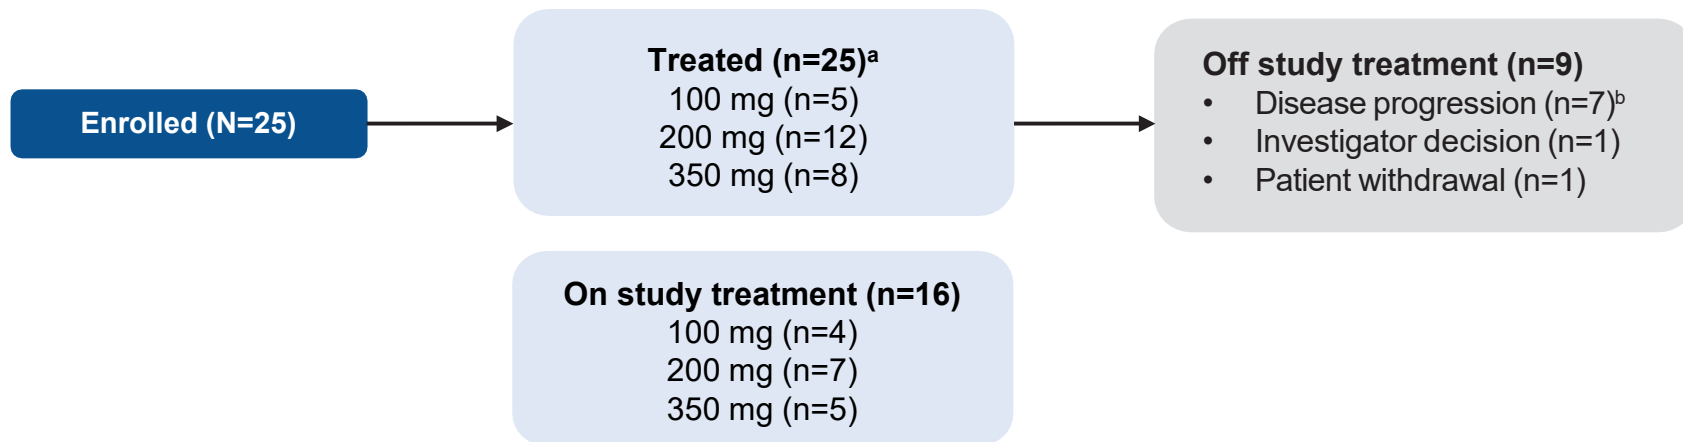 Enrolled (N=25)
Treated (n=25)ᵃ
100 mg (n=5)
200 mg (n=12)
350 mg (n=8)
On study treatment (n=16)
100 mg (n=4)
200 mg (n=7)
350 mg (n=5)
Off study treatment (n=9)
• Disease progression (n=7)ᵇ
• Investigator decision (n=1)
• Patient withdrawal (n=1)